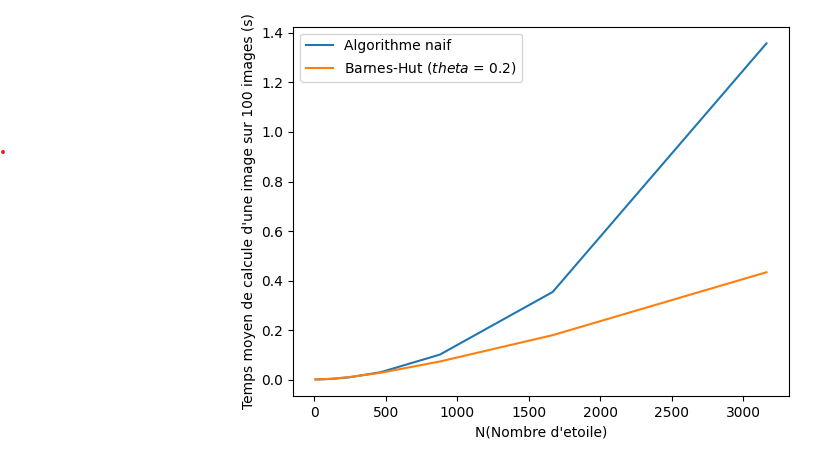 Temps moyen de calcule d'une image sur 100 images (s)
1.4
1.2
1.0
0.8
0.6
0.4
0.2
0.0
Algorithme naif
Barnes-Hut (theta = 0.2)
0 500 1000 1500 2000 2500 3000
N(Nombre d'etoile)